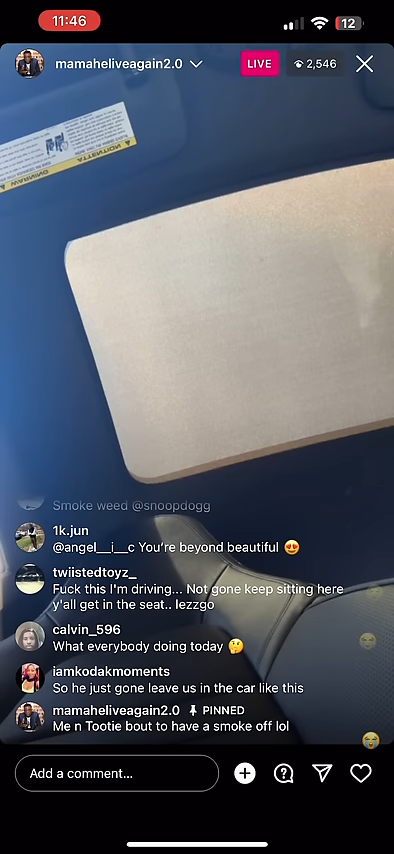 11:46
12
mamaheliveagain2.0
LIVE
2,546
WARNING
ATTENTION
Smoke weed @snoopdogg
1k.jun
@angel__i__c You're beyond beautiful 😍
twiistedtoyz_
Fuck this I'm driving... Not gone keep sitting here
y'all get in the seat.. lezzgo
calvin_596
What everybody doing today 🤔
iamkodakmoments
So he just gone leave us in the car like this
mamaheliveagain2.0 PINNED
Me n Tootie bout to have a smoke off lol
Add a comment...